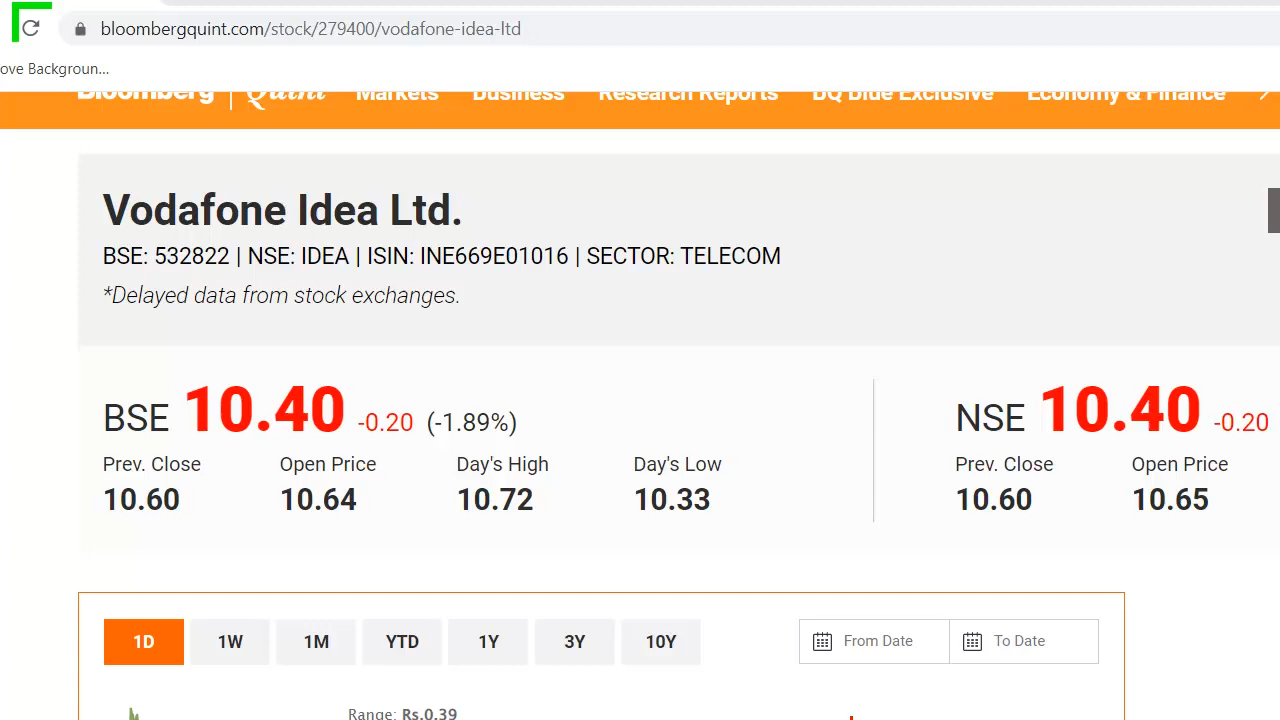 bloombergquint.com/stock/279400/vodafone-idea-ltd
ove Backgroun...
Bloomberg | Quint Markets Business Research Reports BQ Blue Exclusive Economy & Finance
Vodafone Idea Ltd.
BSE: 532822 | NSE: IDEA | ISIN: INE669E01016 | SECTOR: TELECOM
*Delayed data from stock exchanges.
BSE 10.40 -0.20 (-1.89%)
Prev. Close Open Price Day's High Day's Low
10.60 10.64 10.72 10.33
NSE 10.40 -0.20
Prev. Close Open Price
10.60 10.65
1D 1W 1M YTD 1Y 3Y 10Y From Date To Date
Range: Rs.0.39